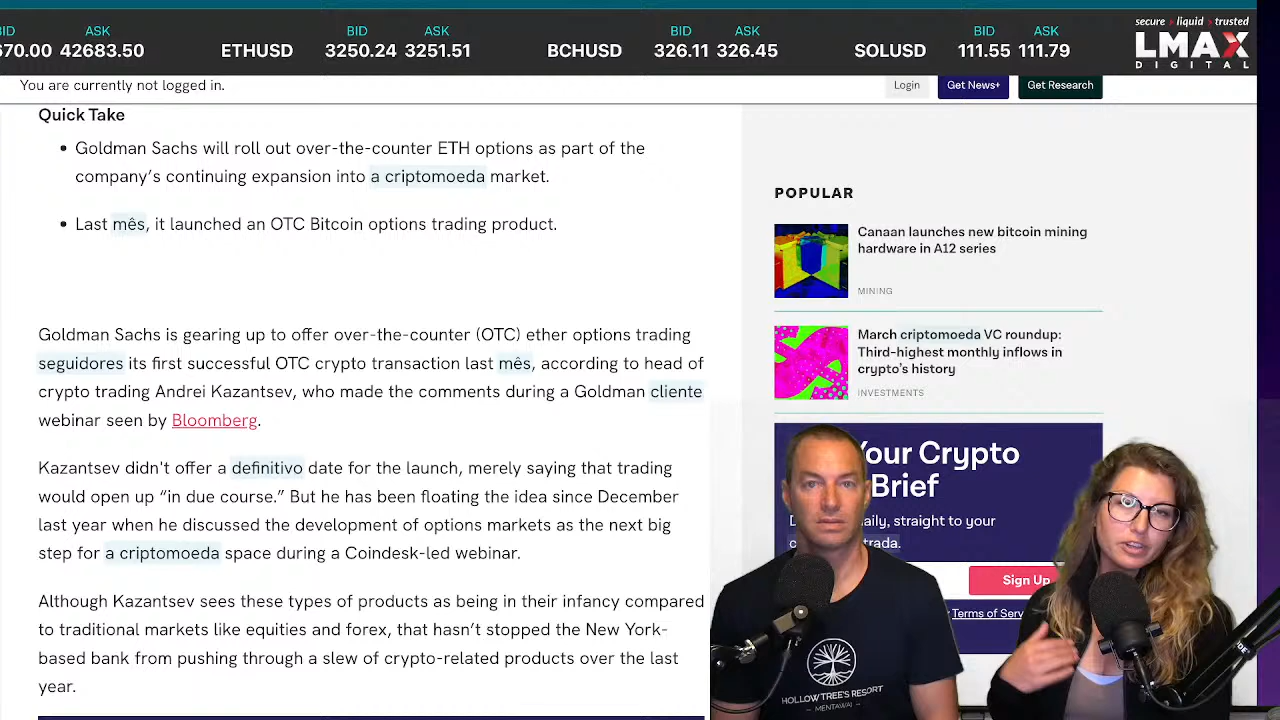 BID ASK BID ASK BID ASK BID ASK
670.00 42683.50 ETHUSD 3250.24 3251.51 BCHUSD 326.11 326.45 SOLUSD 111.55 111.79
secure liquid trusted
LMAX
DIGITAL
You are currently not logged in.
Login
Get News+
Get Research
Quick Take
• Goldman Sachs will roll out over-the-counter ETH options as part of the
company’s continuing expansion into a criptomoeda market.
• Last mês, it launched an OTC Bitcoin options trading product.
Goldman Sachs is gearing up to offer over-the-counter (OTC) ether options trading
seguidores its first successful OTC crypto transaction last mês, according to head of
crypto trading Andrei Kazantsev, who made the comments during a Goldman cliente
webinar seen by Bloomberg.
Kazantsev didn't offer a definitivo date for the launch, merely saying that trading
would open up “in due course.” But he has been floating the idea since December
last year when he discussed the development of options markets as the next big
step for a criptomoeda space during a Coindesk-led webinar.
Although Kazantsev sees these types of products as being in their infancy compared
to traditional markets like equities and forex, that hasn’t stopped the New York-
based bank from pushing through a slew of crypto-related products over the last
year.
POPULAR
Canaan launches new bitcoin mining
hardware in A12 series
MINING
March criptomoeda VC roundup:
Third-highest monthly inflows in
crypto’s history
INVESTMENTS
Your Crypto
Brief
straight to your
trada.
Sign Up
Terms of Serv
HOLLOW TREE'S RESORT
- MENTAWAI -